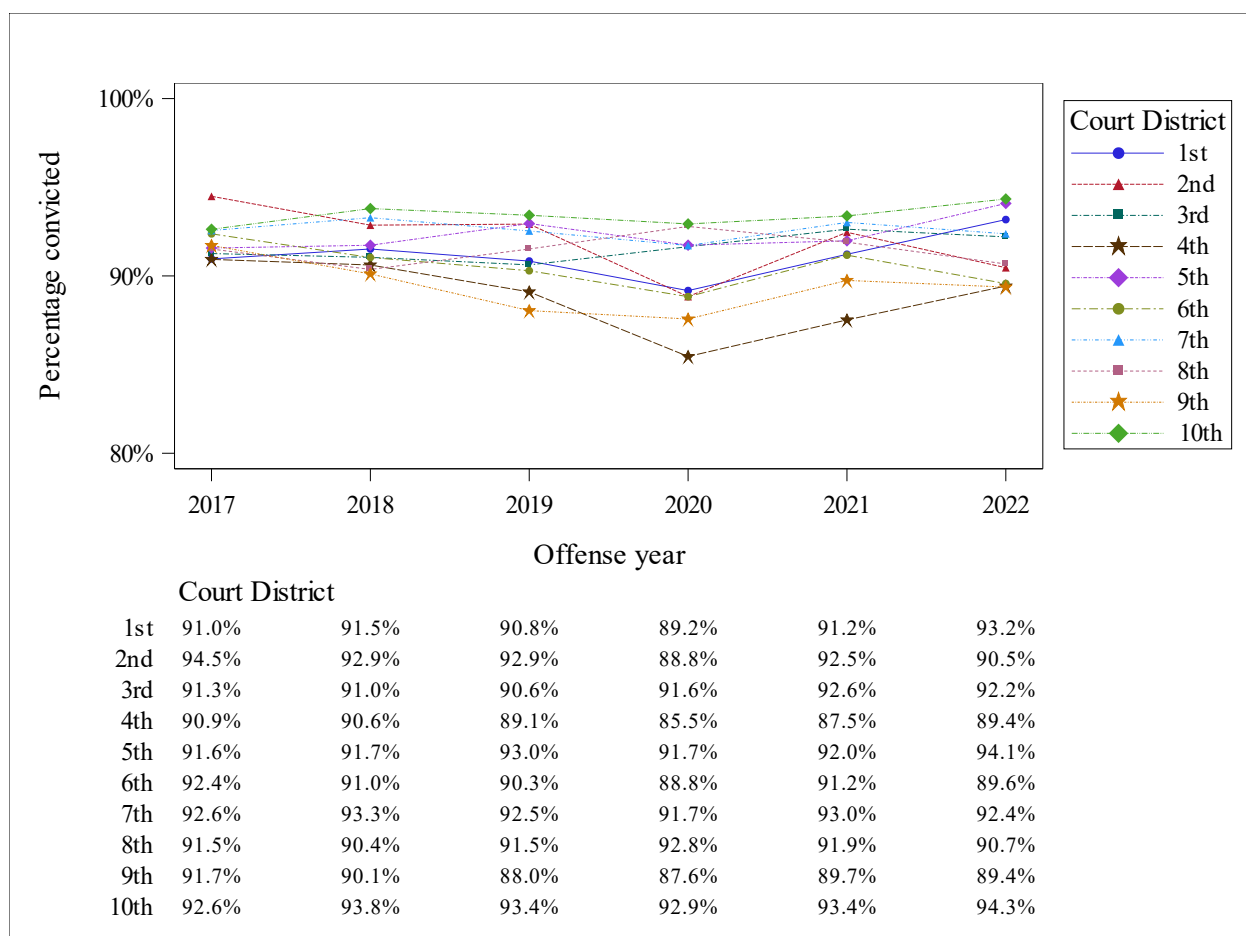 100%
90%
80%
Percentage convicted
2017 2018 2019 2020 2021 2022
Offense year
Court District
1st
2nd
3rd
4th
5th
6th
7th
8th
9th
10th
Court District
1st 91.0% 91.5% 90.8% 89.2% 91.2% 93.2%
2nd 94.5% 92.9% 92.9% 88.8% 92.5% 90.5%
3rd 91.3% 91.0% 90.6% 91.6% 92.6% 92.2%
4th 90.9% 90.6% 89.1% 85.5% 87.5% 89.4%
5th 91.6% 91.7% 93.0% 91.7% 92.0% 94.1%
6th 92.4% 91.0% 90.3% 88.8% 91.2% 89.6%
7th 92.6% 93.3% 92.5% 91.7% 93.0% 92.4%
8th 91.5% 90.4% 91.5% 92.8% 91.9% 90.7%
9th 91.7% 90.1% 88.0% 87.6% 89.7% 89.4%
10th 92.6% 93.8% 93.4% 92.9% 93.4% 94.3%